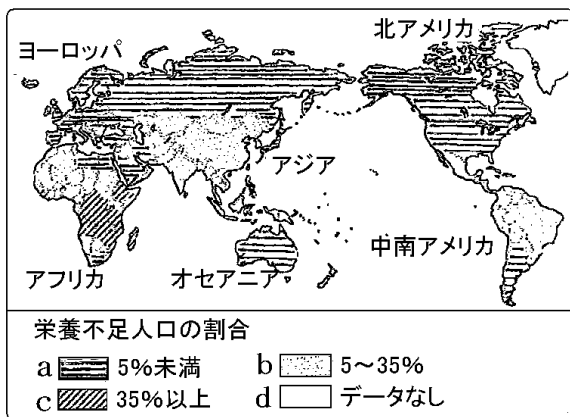 北アメリカ
ヨーロッパ
アジア
中南アメリカ
アフリカ
オセアニア
栄養不足人口の割合
a 5%未満 b 5～35%
c 35%以上 d データなし